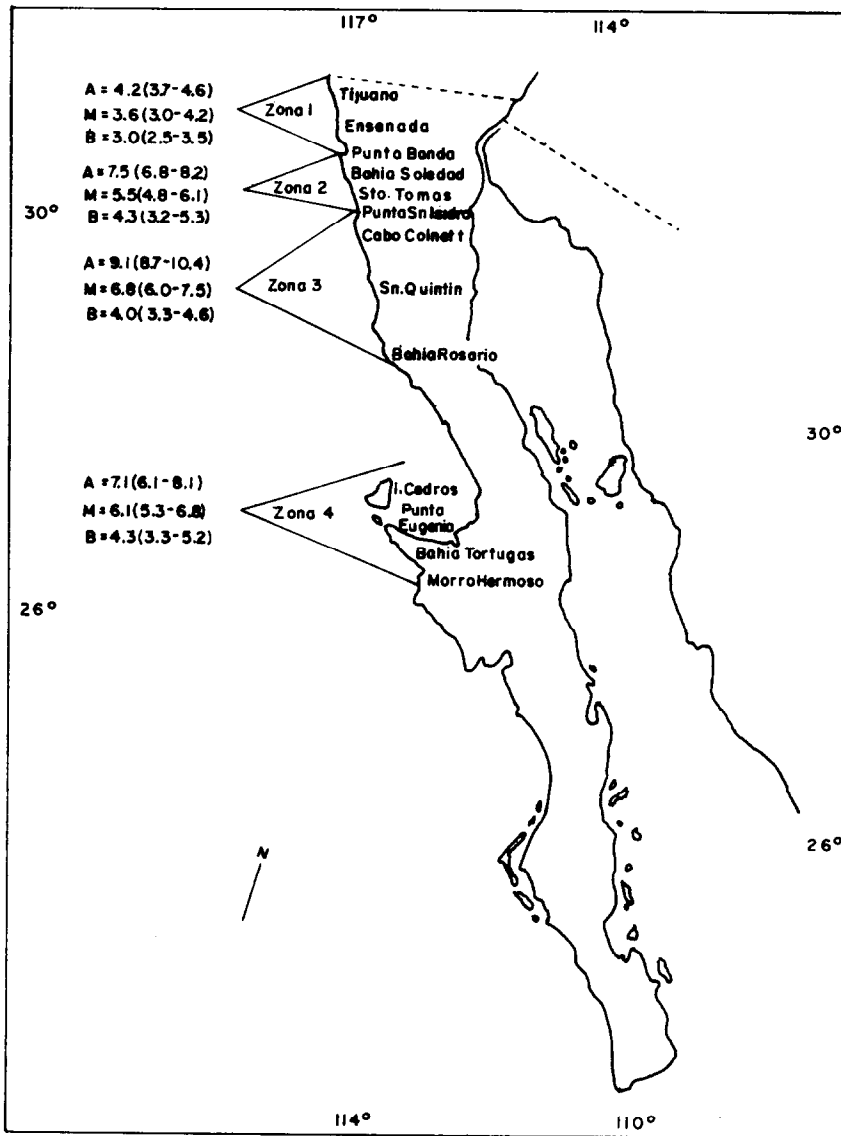 117° 114°
A = 4.2(3.7-4.6)
M = 3.6(3.0-4.2)
B = 3.0(2.5-3.5)
Zona 1
Tijuana
Ensenada
Punta Banda
A = 7.5(6.8-8.2)
M = 5.5(4.8-6.1)
B = 4.3(3.2-5.3)
Zona 2
Bahia Soledad
Sto. Tomas
Punta Sn Isidro
30°
Cabo Colnett
A = 9.1(8.7-10.4)
M = 6.8(6.0-7.5)
B = 4.0(3.3-4.6)
Zona 3
Sn. Quintin
Bahia Rosario
30°
A = 7.1(6.1-8.1)
M = 6.1(5.3-6.8)
B = 4.3(3.3-5.2)
Zona 4
I. Cedros
Punta
Eugenia
Bahia Tortugas
Morro Hermoso
26°
26°
N
114° 110°